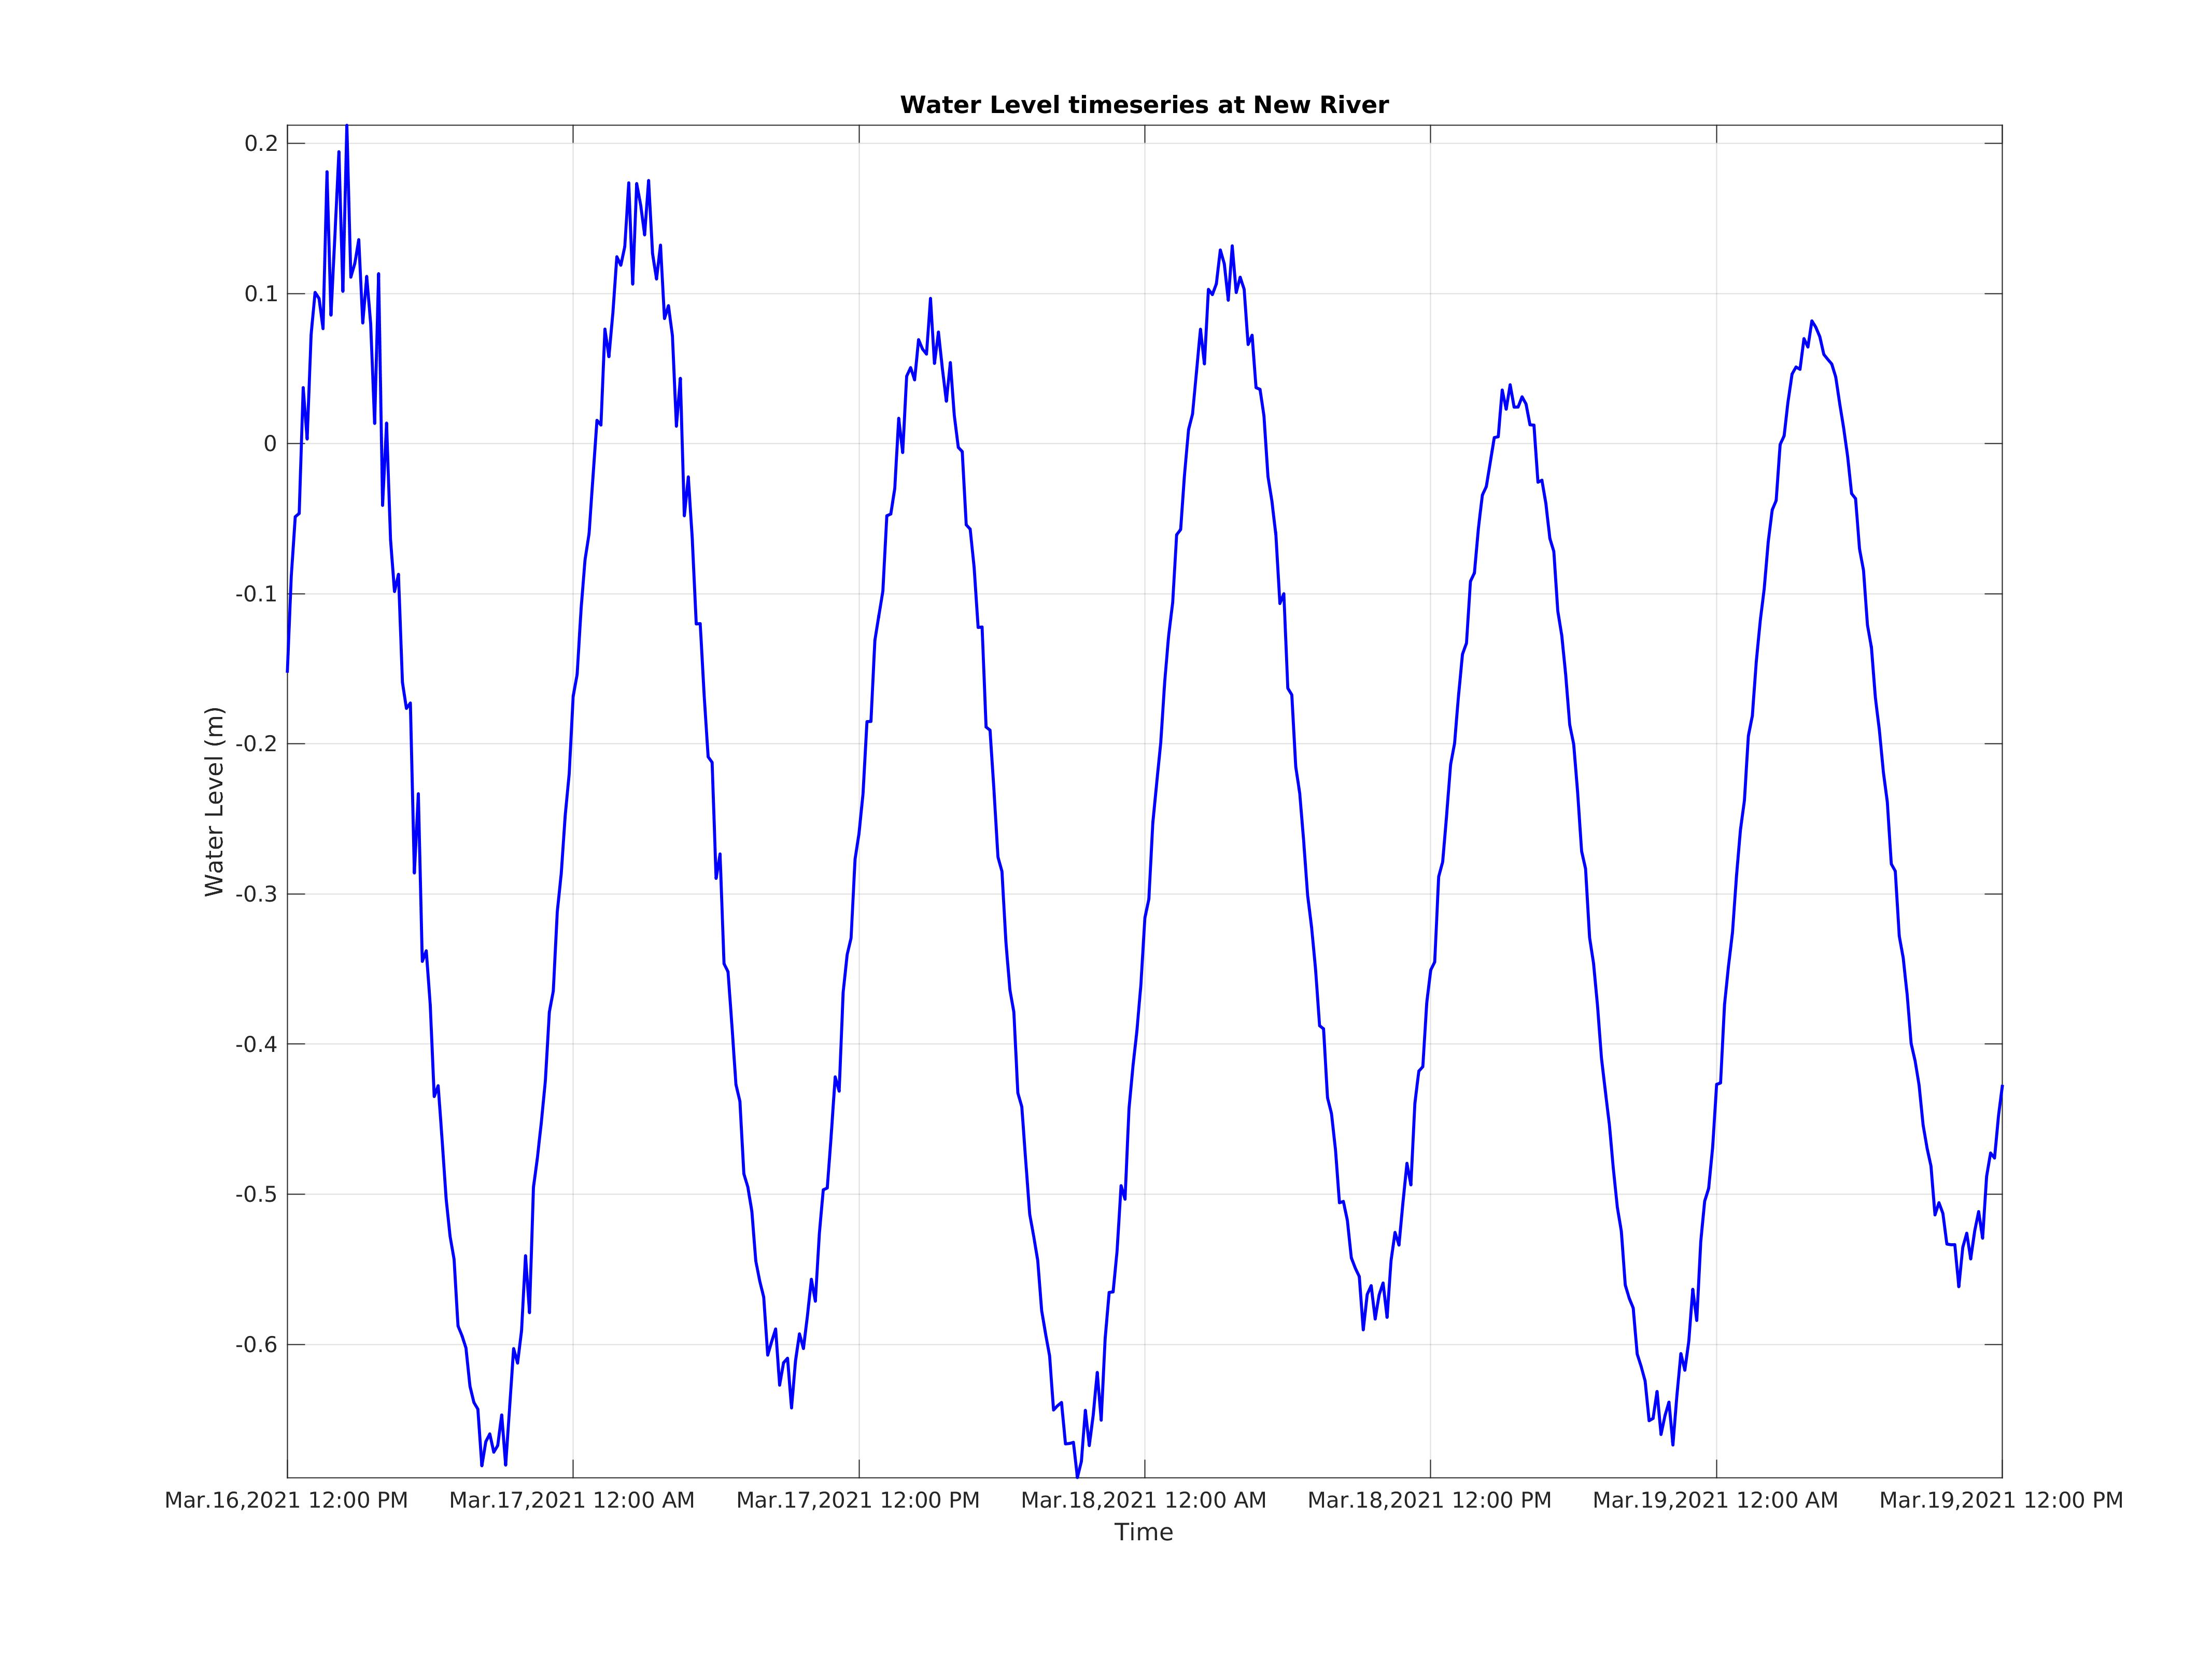 Water Level timeseries at New River
0.2
0.1
0
-0.1
-0.2
-0.3
-0.4
-0.5
-0.6
Water Level (m)
Mar.16,2021 12:00 PM Mar.17,2021 12:00 AM Mar.17,2021 12:00 PM Mar.18,2021 12:00 AM Mar.18,2021 12:00 PM Mar.19,2021 12:00 AM Mar.19,2021 12:00 PM
Time